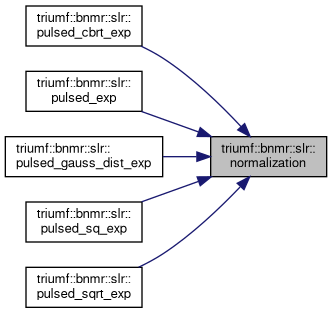 triumf::bnmr::slr::
pulsed_cbrt_exp
triumf::bnmr::slr::
pulsed_exp
triumf::bnmr::slr::
pulsed_gauss_dist_exp
triumf::bnmr::slr::
pulsed_sq_exp
triumf::bnmr::slr::
pulsed_sqrt_exp
triumf::bnmr::slr::
normalization